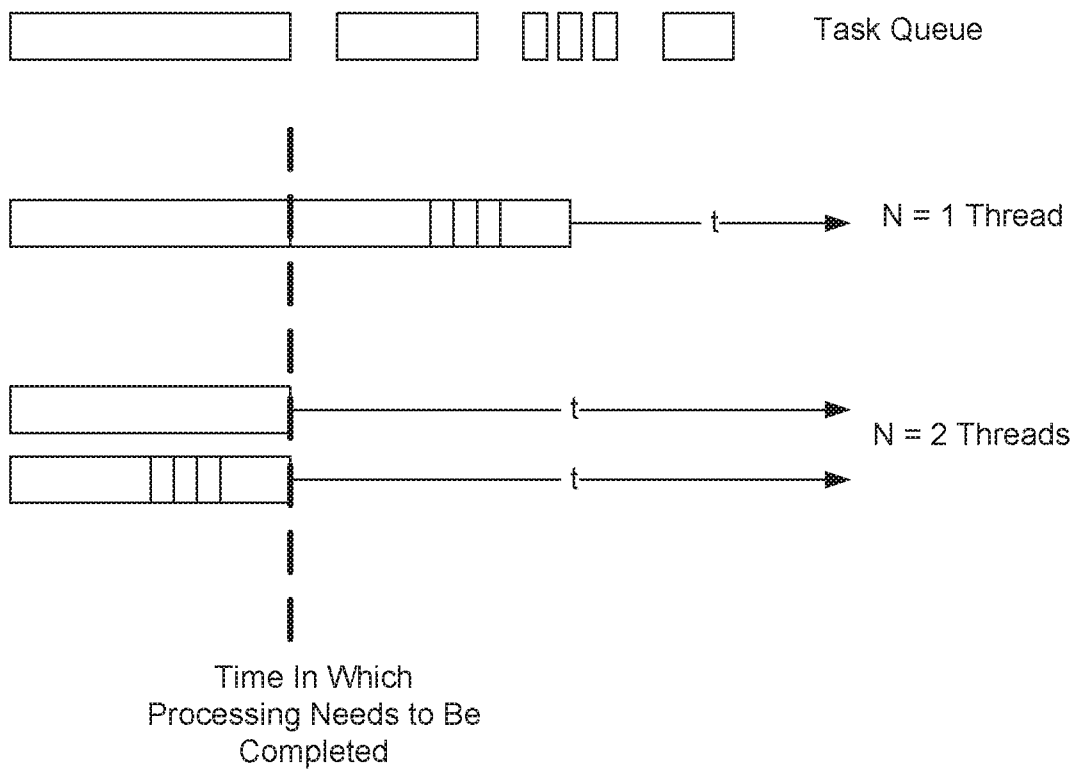 Task Queue
t
N = 1 Thread
t
N = 2 Threads
t
Time In Which
Processing Needs to Be
Completed